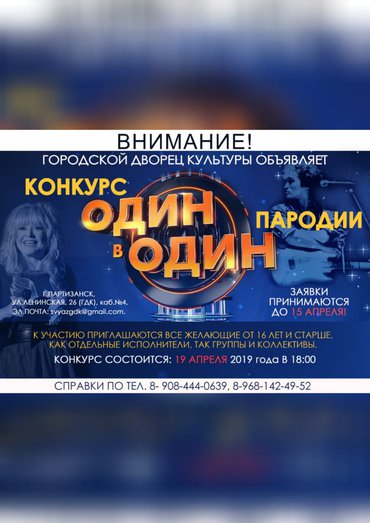 ВНИМАНИЕ!
ГОРОДСКОЙ ДВОРЕЦ КУЛЬТУРЫ ОБЪЯВЛЯЕТ
КОНКУРС
ОДИН
В ОДИН
ПАРОДИИ
Г.ПАРТИЗАНСК,
УЛ.ЛЕНИНСКАЯ, 26 (ГДК), каб.№4,
ЭЛ.ПОЧТА: svyazgdk@gmail.com.
ЗАЯВКИ
ПРИНИМАЮТСЯ
ДО 15 АПРЕЛЯ!
К УЧАСТИЮ ПРИГЛАШАЮТСЯ ВСЕ ЖЕЛАЮЩИЕ ОТ 16 ЛЕТ И СТАРШЕ,
КАК ОТДЕЛЬНЫЕ ИСПОЛНИТЕЛИ, ТАК ГРУППЫ И КОЛЛЕКТИВЫ.
КОНКУРС СОСТОИТСЯ: 19 АПРЕЛЯ 2019 года В 18:00
СПРАВКИ ПО ТЕЛ. 8- 908-444-0639, 8-968-142-49-52